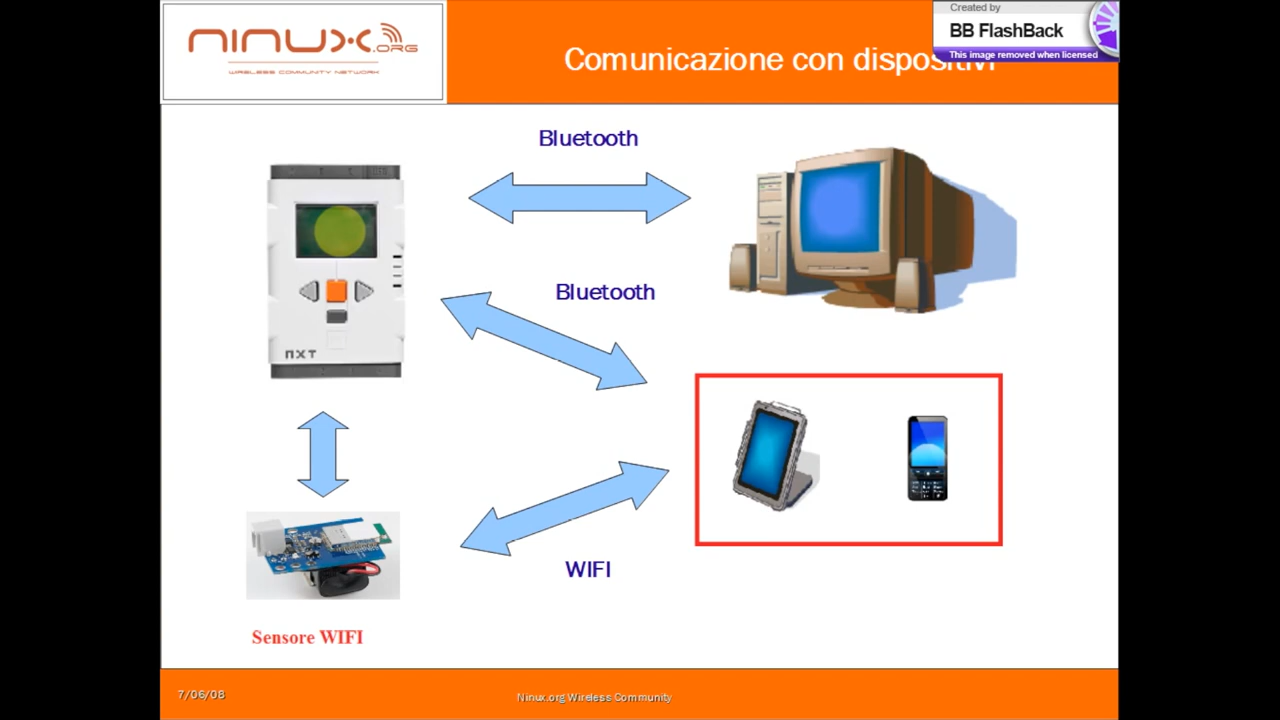 NINUX.ORG
WIRELESS COMMUNITY NETWORK
Created by
BB FlashBack
This image removed when licensed
Comunicazione con dispositivi
Bluetooth
Bluetooth
NXT
WIFI
Sensore WIFI
7/06/08
Ninux.org Wireless Community